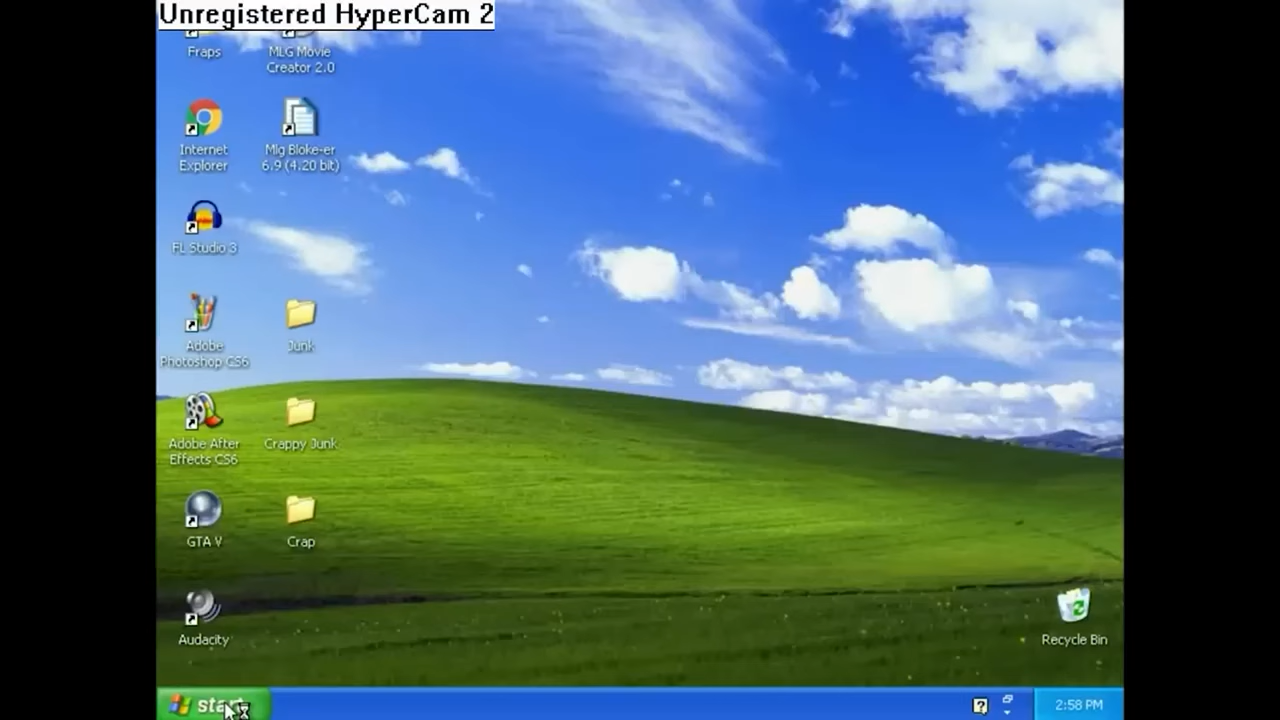 Unregistered HyperCam 2
Fraps
MLG Movie
Creator 2.0
Internet
Explorer
Mlg Bloke-er
6.9 (4.20 bit)
FL Studio 3
Adobe
Photoshop CS6
Junk
Adobe After
Effects CS6
Crappy Junk
GTA V
Crap
Audacity
Recycle Bin
start
?
2:58 PM